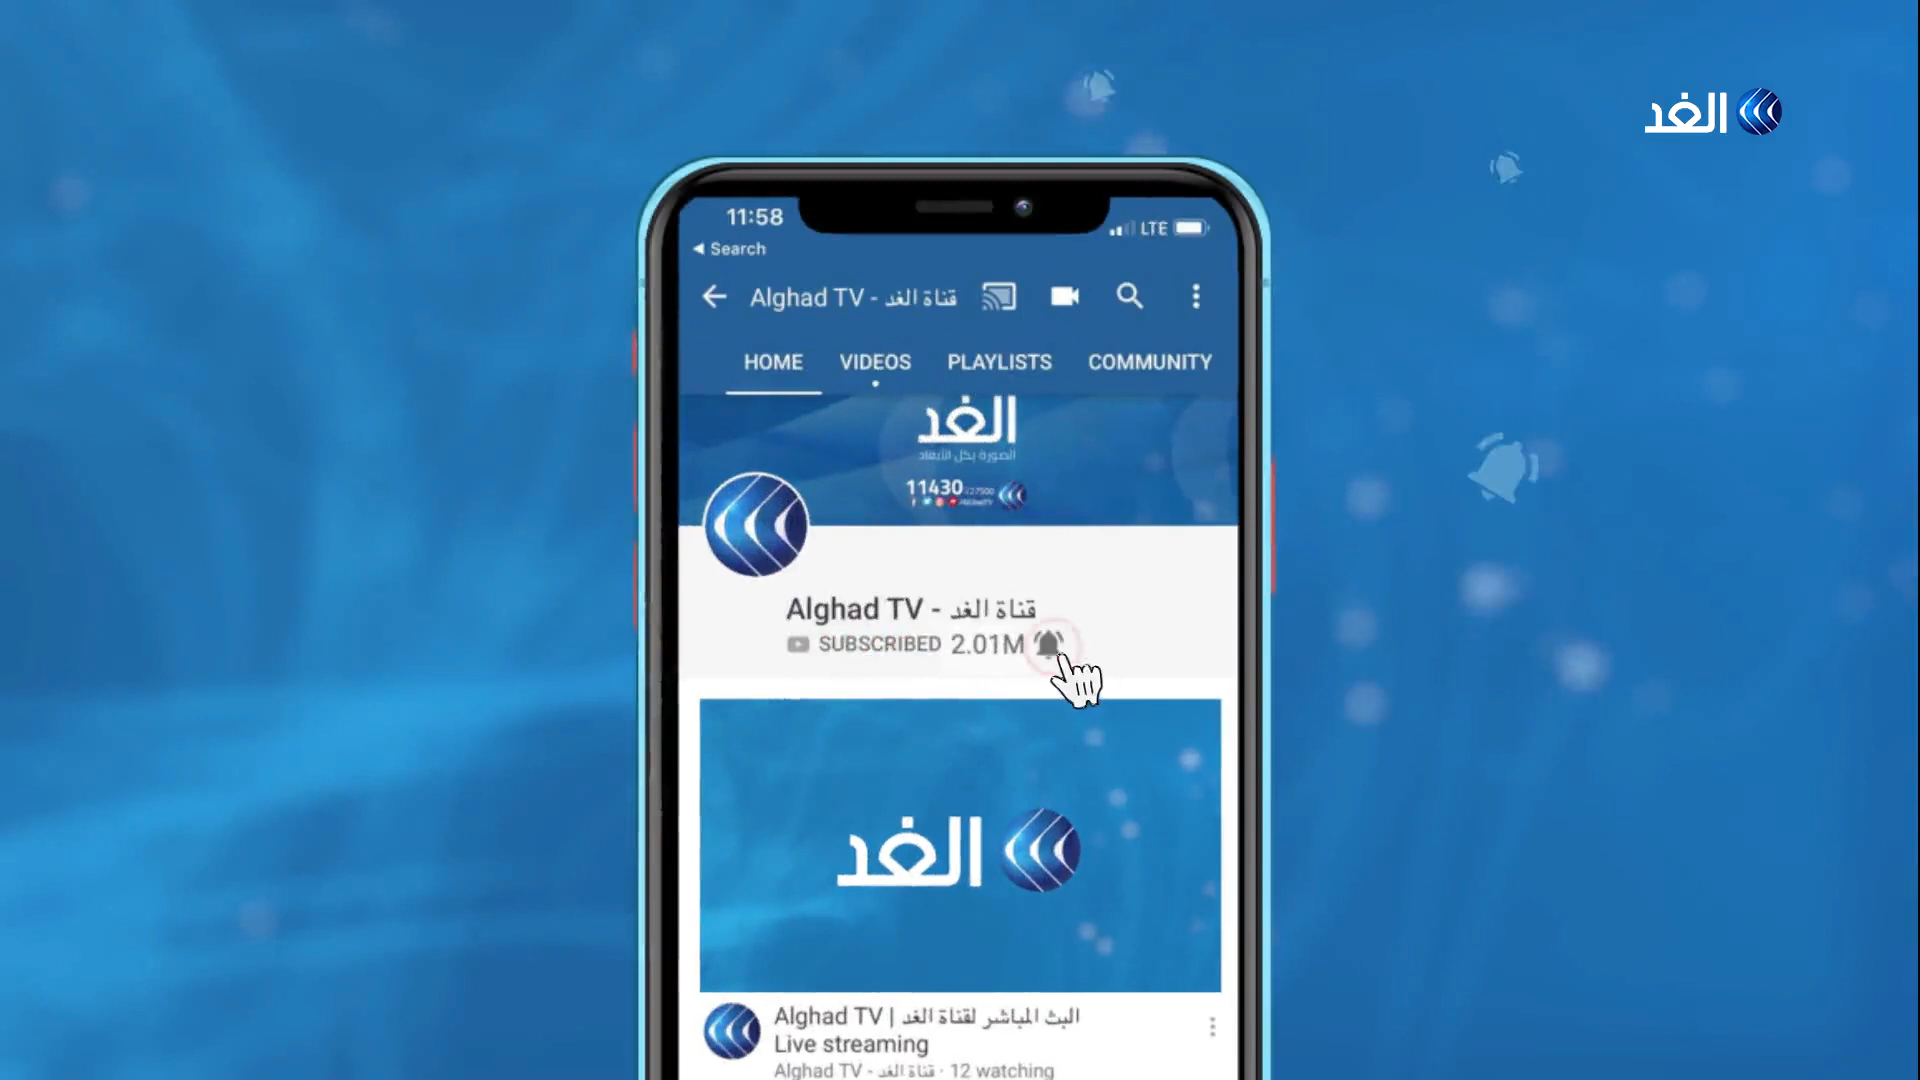 الغد
11:58
LTE
Search
Alghad TV - قناة الغد
HOME VIDEOS PLAYLISTS COMMUNITY
الغد
الصورة بكل الأبعاد
11430
Alghad TV - قناة الغد
SUBSCRIBED 2.01M
الغد
Alghad TV | البث المباشر لقناة الغد
Live streaming
Alghad TV - قناة الغد · 12 watching